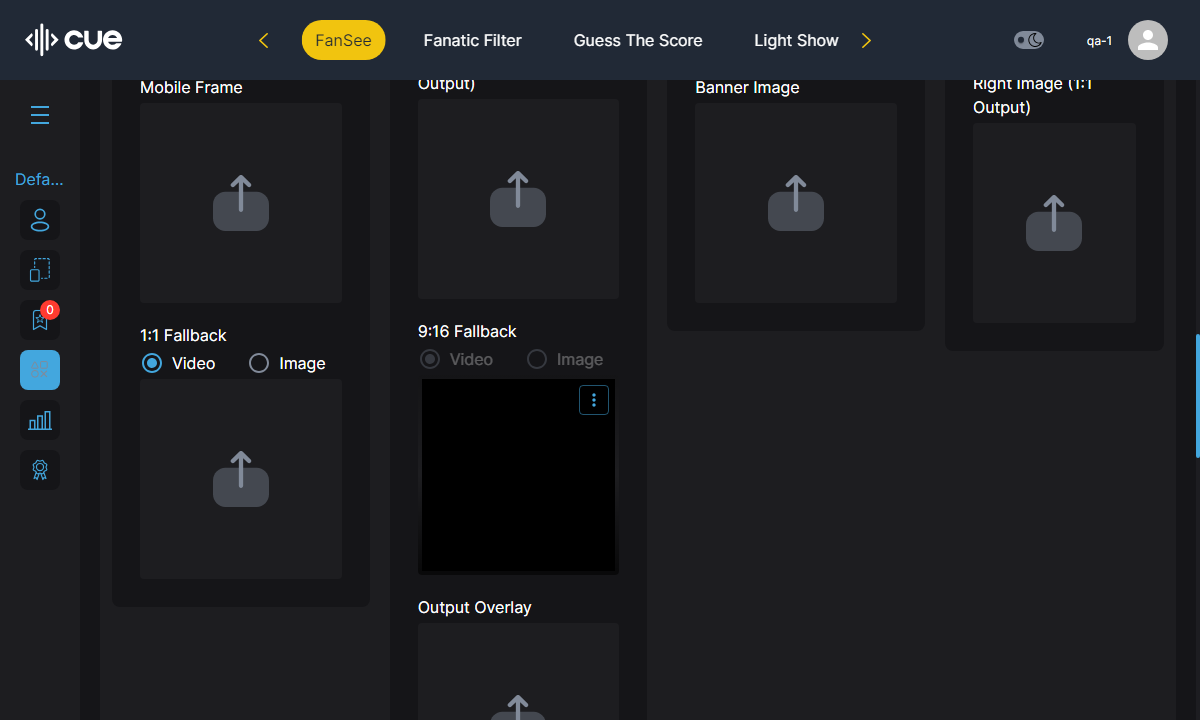 cue
FanSee
Fanatic Filter
Guess The Score
Light Show
qa-1
Defa...
0
Mobile Frame
1:1 Fallback
Video
Image
Output)
9:16 Fallback
Video
Image
Output Overlay
Banner Image
Right Image (1:1
Output)